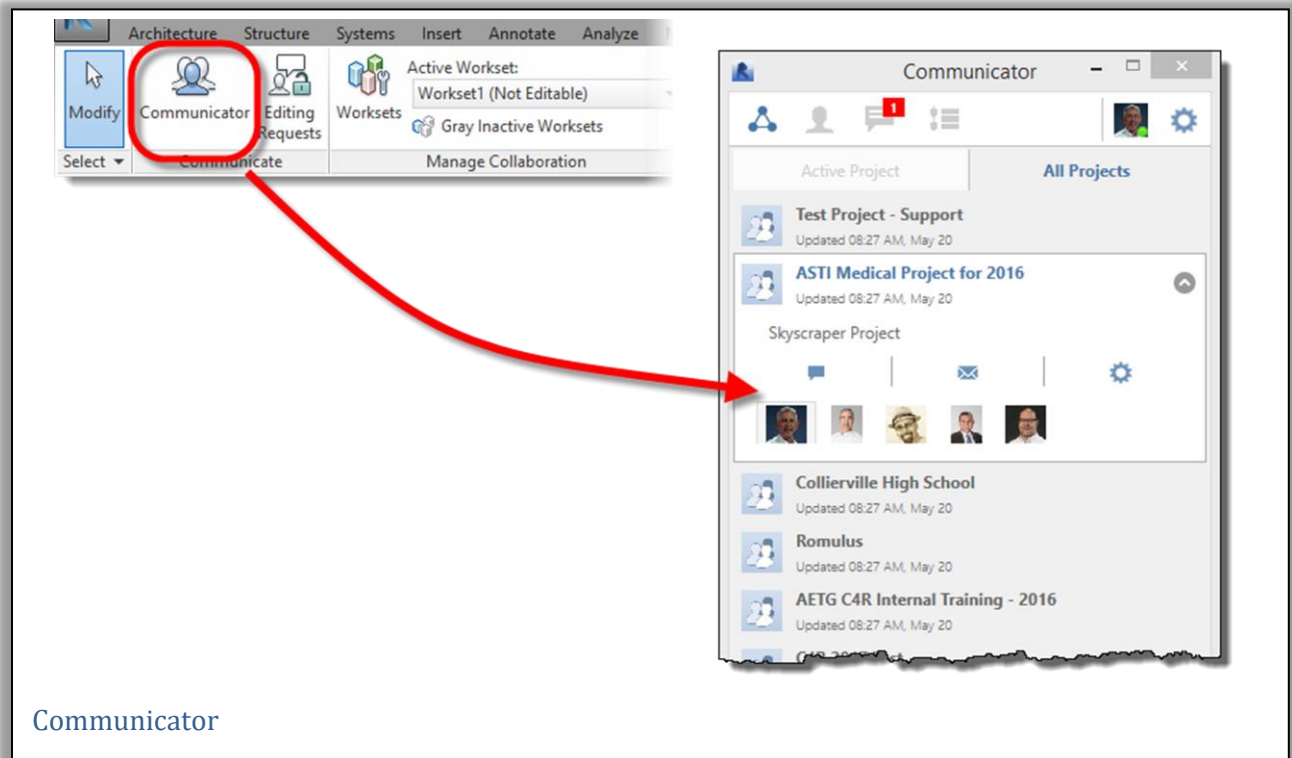 Architecture Structure Systems Insert Annotate Analyze
Modify
Communicator
Editing
Requests
Worksets
Active Workset:
Workset1 (Not Editable)
Gray Inactive Worksets
Select
Communicate
Manage Collaboration
Communicator
1
Active Project
All Projects
Test Project - Support
Updated 08:27 AM, May 20
ASTI Medical Project for 2016
Updated 08:27 AM, May 20
Skyscraper Project
Collierville High School
Updated 08:27 AM, May 20
Romulus
Updated 08:27 AM, May 20
AETG C4R Internal Training - 2016
Updated 08:27 AM, May 20
Communicator